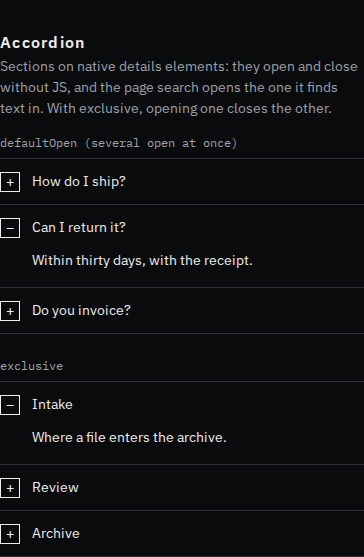 Accordion
Sections on native details elements: they open and close
without JS, and the page search opens the one it finds
text in. With exclusive, opening one closes the other.
defaultOpen (several open at once)
+ How do I ship?
− Can I return it?
Within thirty days, with the receipt.
+ Do you invoice?
exclusive
− Intake
Where a file enters the archive.
+ Review
+ Archive